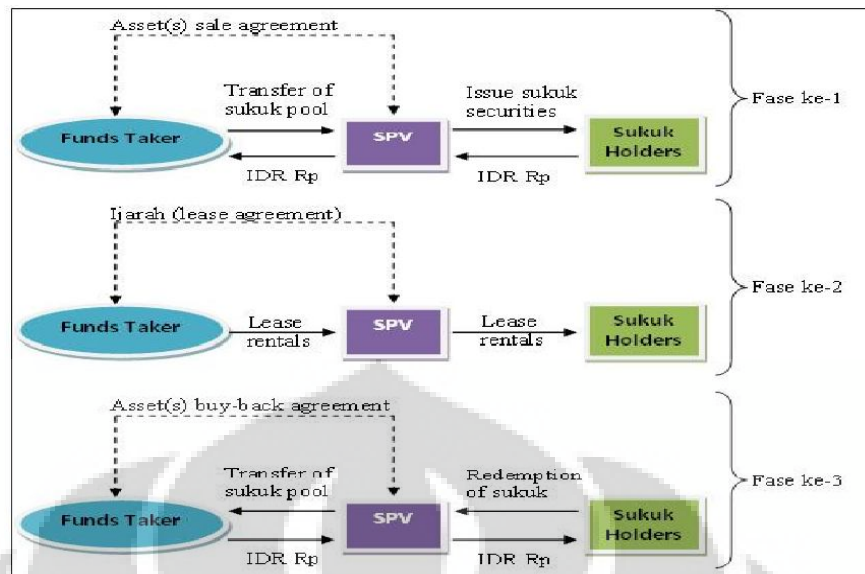 Asset(s) sale agreement
Transfer of
sukuk pool
Issue sukuk
securities
Funds Taker
SPV
Sukuk
Holders
IDR Rp
IDR Rp
Fase ke-1
Ijarah (lease agreement)
Funds Taker
Lease
rentals
SPV
Lease
rentals
Sukuk
Holders
Fase ke-2
Asset(s) buy-back agreement
Transfer of
sukuk pool
Redemption
of sukuk
Funds Taker
SPV
Sukuk
Holders
IDR Rp
IDR Rp
Fase ke-3